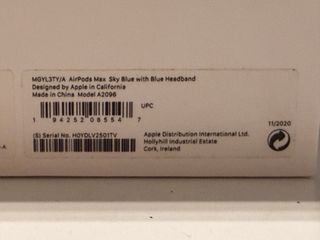 MGYL3TY/A AirPods Max Sky Blue with Blue Headband
Designed by Apple in California
Made in China Model A2096
UPC
1 94252 08554 7
11/2020
(S) Serial No. H0YDLV2501TV
Apple Distribution International Ltd.
Hollyhill Industrial Estate
Cork, Ireland
-A